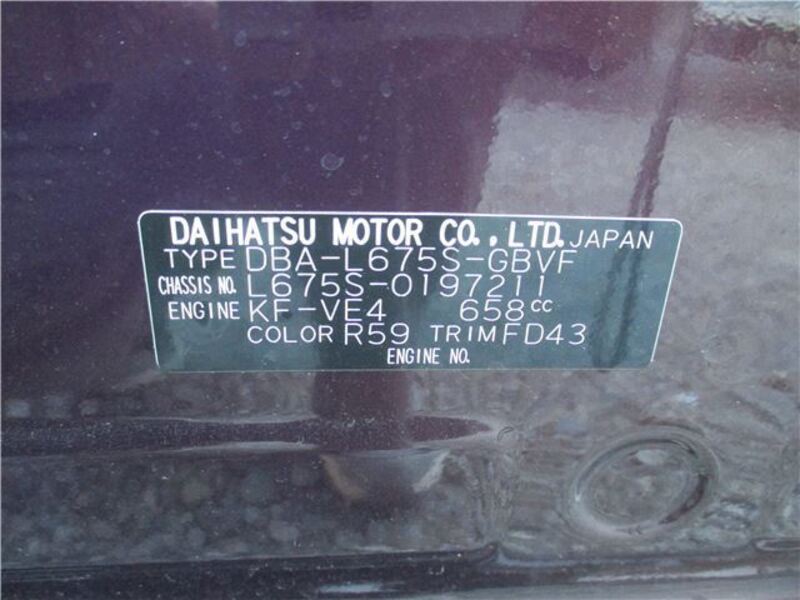 DAIHATSU MOTOR CO., LTD. JAPAN
TYPE DBA-L675S-GBVF
CHASSIS NO. L675S-0197211
ENGINE KF-VE4 658CC
COLOR R59 TRIM FD43
ENGINE NO.